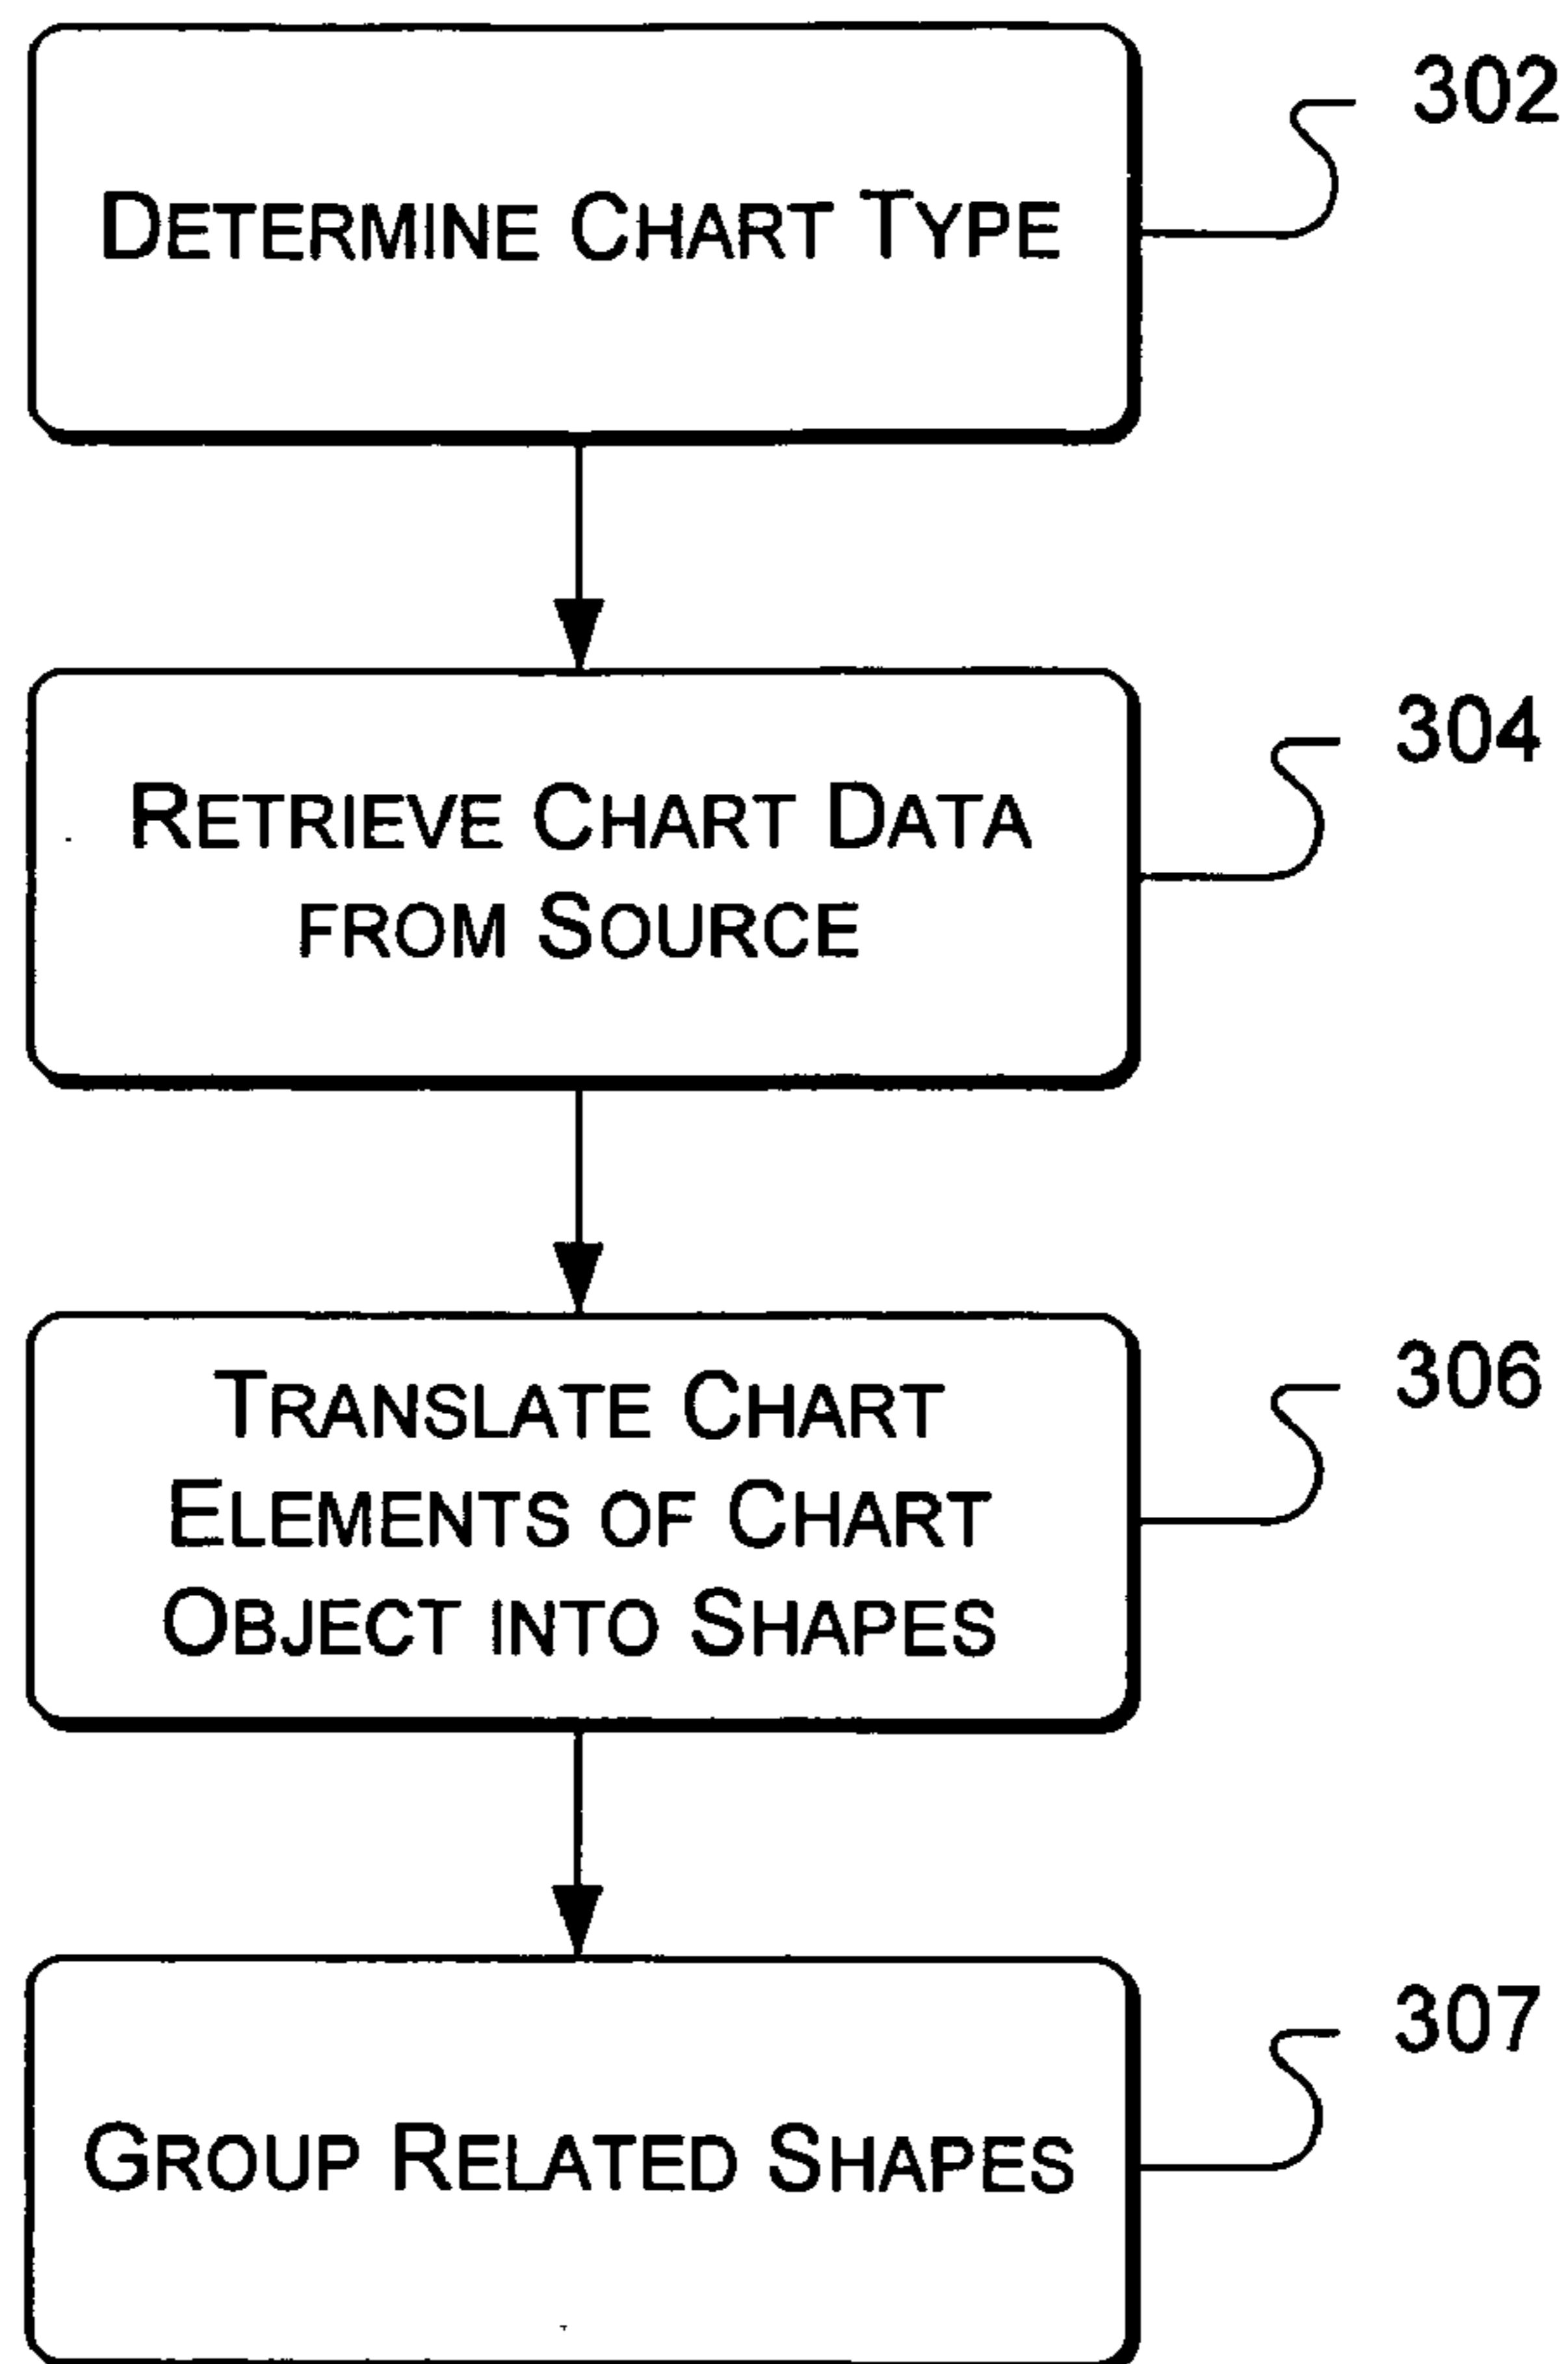 DETERMINE CHART TYPE
302
RETRIEVE CHART DATA
FROM SOURCE
304
TRANSLATE CHART
ELEMENTS OF CHART
OBJECT INTO SHAPES
306
GROUP RELATED SHAPES
307